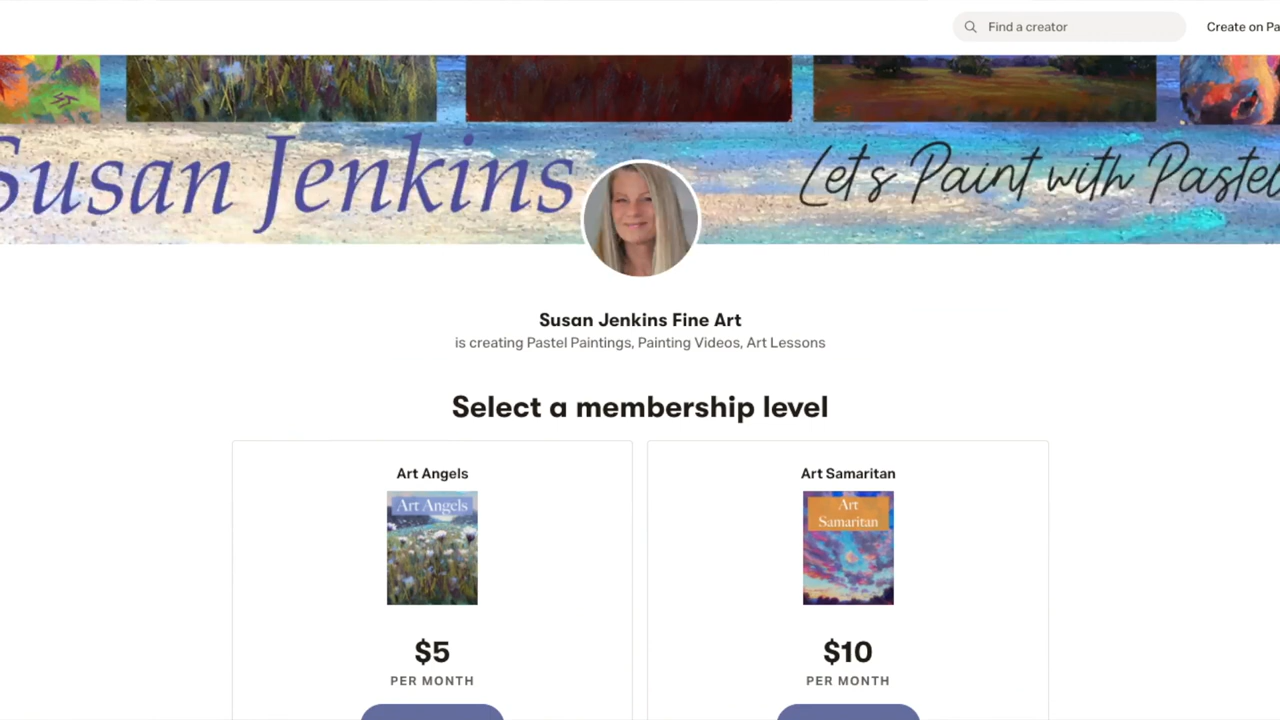 Find a creator
Create on Pa
Susan Jenkins
Let's Paint with Pastel
Susan Jenkins Fine Art
is creating Pastel Paintings, Painting Videos, Art Lessons
Select a membership level
Art Angels
Art Samaritan
Art Angels
Art
Samaritan
$5
$10
PER MONTH
PER MONTH